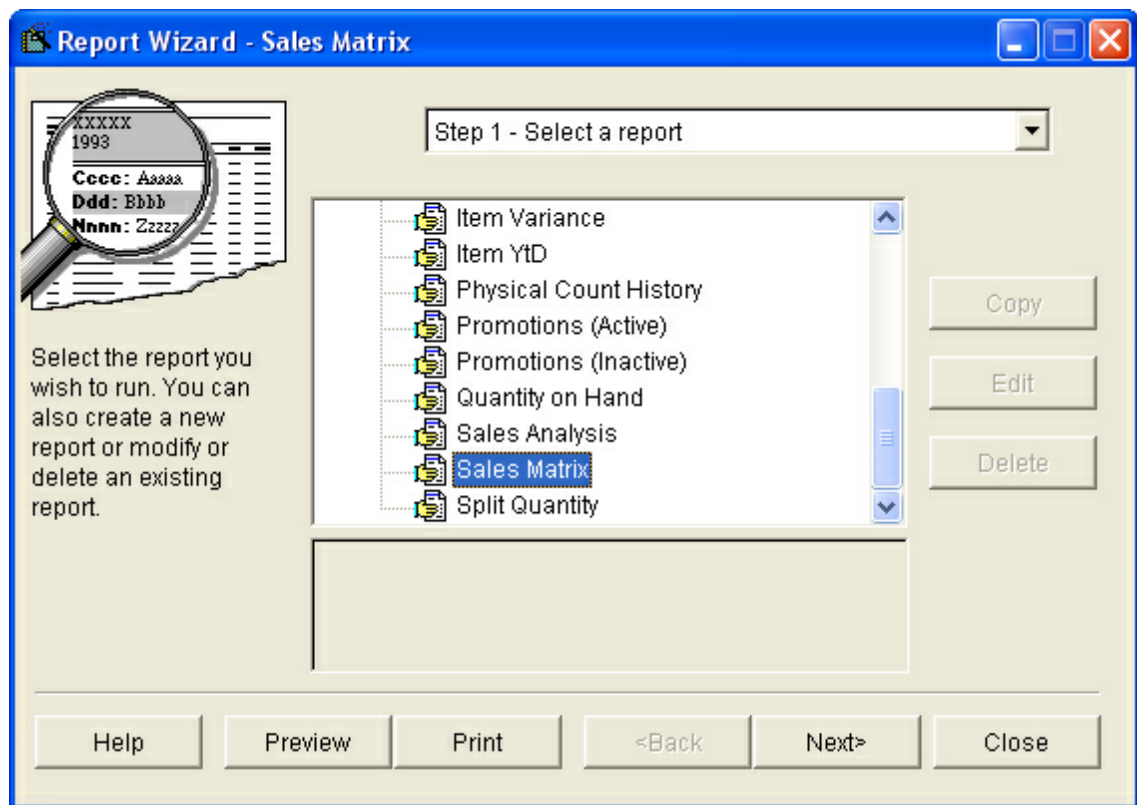 Report Wizard - Sales Matrix
XXXXX
1993
Cccc: Aaaaa
Ddd: Bbbb
Nnnn: Zzzzz
Step 1 - Select a report
Select the report you
wish to run. You can
also create a new
report or modify or
delete an existing
report.
Item Variance
Item YtD
Physical Count History
Promotions (Active)
Promotions (Inactive)
Quantity on Hand
Sales Analysis
Sales Matrix
Split Quantity
Copy
Edit
Delete
Help
Preview
Print
<Back
Next>
Close